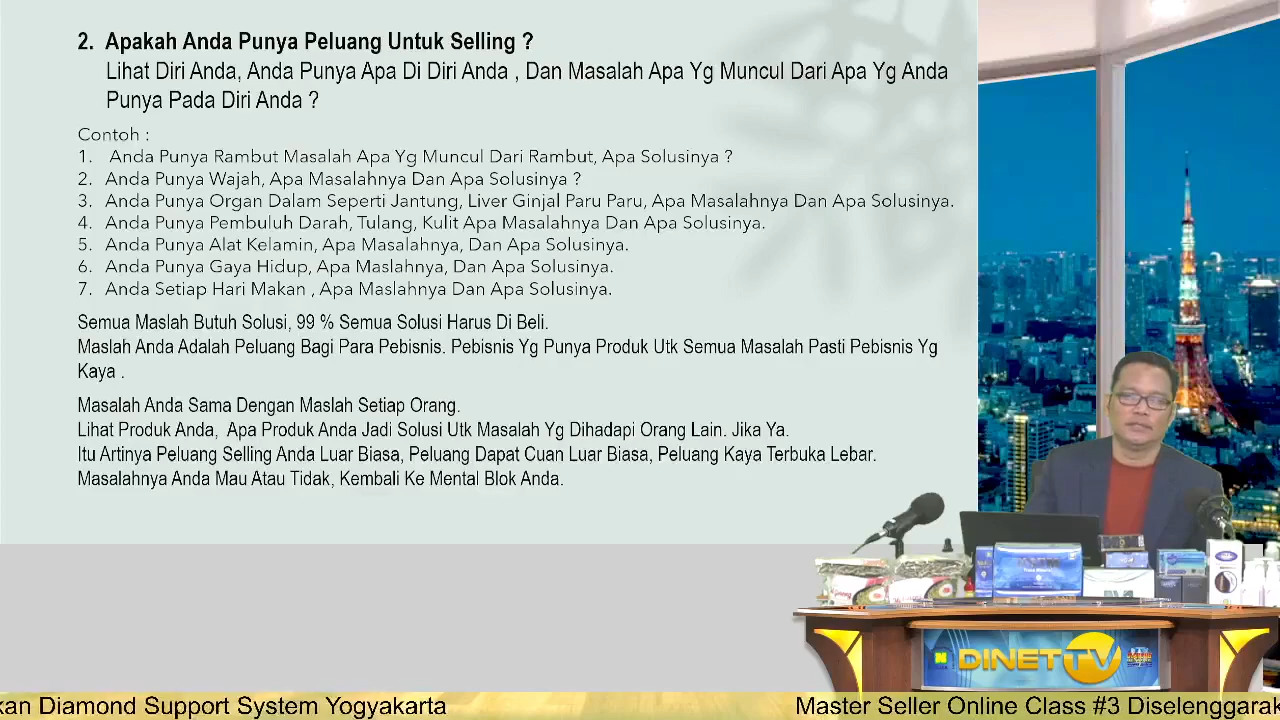 2. Apakah Anda Punya Peluang Untuk Selling ?
Lihat Diri Anda, Anda Punya Apa Di Diri Anda , Dan Masalah Apa Yg Muncul Dari Apa Yg Anda
Punya Pada Diri Anda ?
Contoh :
1. Anda Punya Rambut Masalah Apa Yg Muncul Dari Rambut, Apa Solusinya ?
2. Anda Punya Wajah, Apa Masalahnya Dan Apa Solusinya ?
3. Anda Punya Organ Dalam Seperti Jantung, Liver Ginjal Paru Paru, Apa Masalahnya Dan Apa Solusinya.
4. Anda Punya Pembuluh Darah, Tulang, Kulit Apa Masalahnya Dan Apa Solusinya.
5. Anda Punya Alat Kelamin, Apa Masalahnya, Dan Apa Solusinya.
6. Anda Punya Gaya Hidup, Apa Maslahnya, Dan Apa Solusinya.
7. Anda Setiap Hari Makan , Apa Maslahnya Dan Apa Solusinya.
Semua Maslah Butuh Solusi, 99 % Semua Solusi Harus Di Beli.
Maslah Anda Adalah Peluang Bagi Para Pebisnis. Pebisnis Yg Punya Produk Utk Semua Masalah Pasti Pebisnis Yg
Kaya .
Masalah Anda Sama Dengan Maslah Setiap Orang.
Lihat Produk Anda, Apa Produk Anda Jadi Solusi Utk Masalah Yg Dihadapi Orang Lain. Jika Ya.
Itu Artinya Peluang Selling Anda Luar Biasa, Peluang Dapat Cuan Luar Biasa, Peluang Kaya Terbuka Lebar.
Masalahnya Anda Mau Atau Tidak, Kembali Ke Mental Blok Anda.
DINET TV
kan Diamond Support System Yogyakarta
Master Seller Online Class #3 Diselenggarak